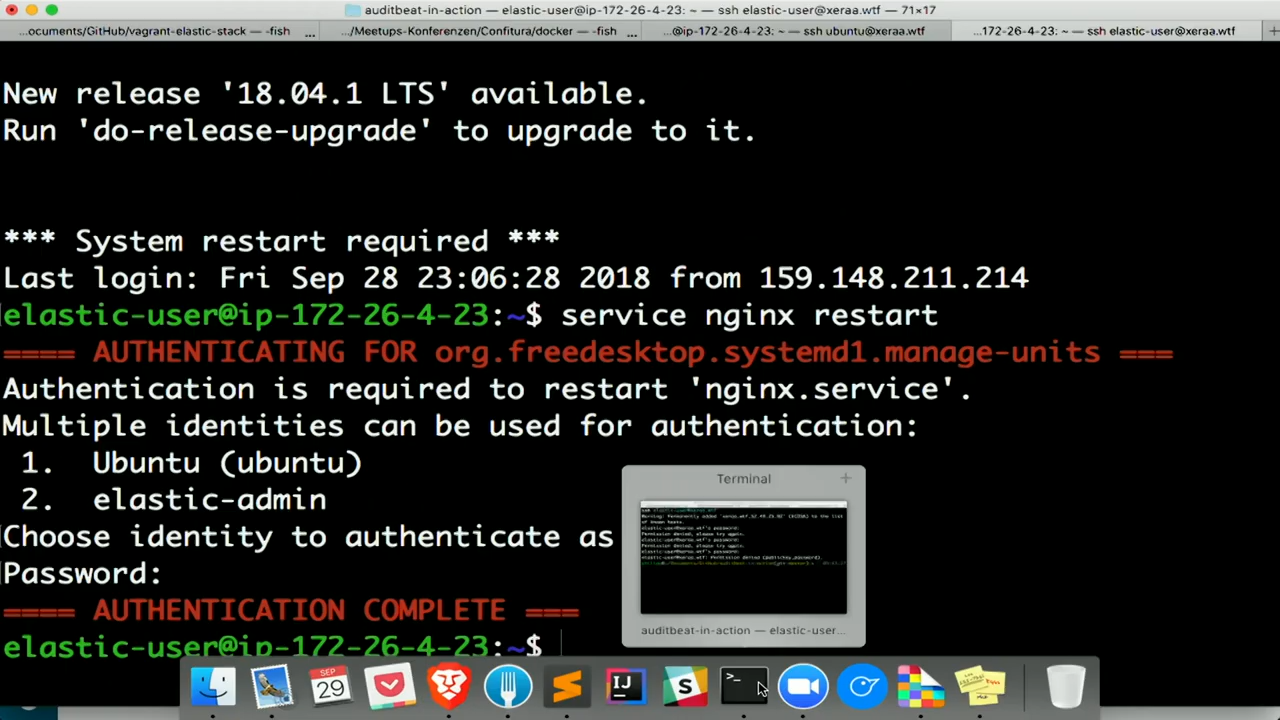 auditbeat-in-action — elastic-user@ip-172-26-4-23: ~ — ssh elastic-user@xeraa.wtf — 71×17
...ocuments/GitHub/vagrant-elastic-stack — -fish ... .../Meetups-Konferenzen/Confitura/docker — -fish ... ...@ip-172-26-4-23: ~ — ssh ubuntu@xeraa.wtf ...172-26-4-23: ~ — ssh elastic-user@xeraa.wtf +
New release '18.04.1 LTS' available.
Run 'do-release-upgrade' to upgrade to it.
*** System restart required ***
Last login: Fri Sep 28 23:06:28 2018 from 159.148.211.214
elastic-user@ip-172-26-4-23:~$ service nginx restart
==== AUTHENTICATING FOR org.freedesktop.systemd1.manage-units ===
Authentication is required to restart 'nginx.service'.
Multiple identities can be used for authentication:
1. Ubuntu (ubuntu)
2. elastic-admin
Choose identity to authenticate as
Password:
==== AUTHENTICATION COMPLETE ===
elastic-user@ip-172-26-4-23:~$
Terminal +
auditbeat-in-action — elastic-user...
SEP
29
IJ
S
>_